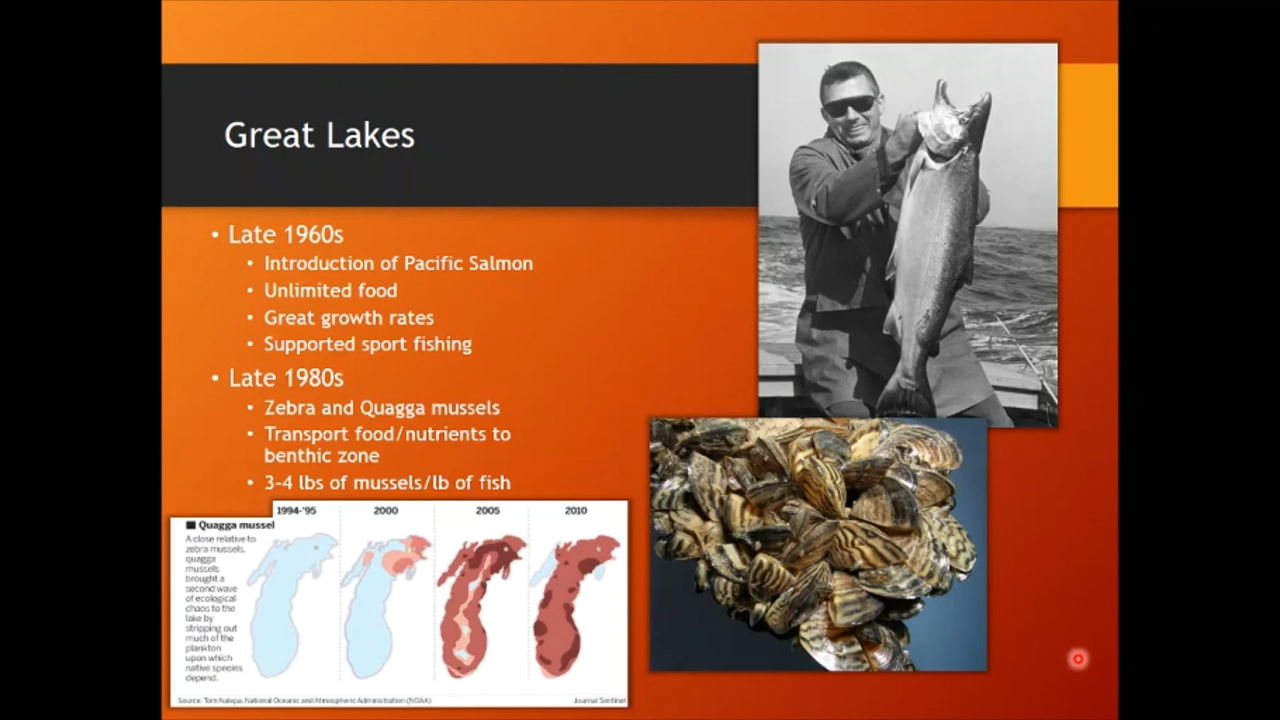 Great Lakes
• Late 1960s
• Introduction of Pacific Salmon
• Unlimited food
• Great growth rates
• Supported sport fishing
• Late 1980s
• Zebra and Quagga mussels
• Transport food/nutrients to
benthic zone
• 3-4 lbs of mussels/lb of fish
1994-'95 2000 2005 2010
■ Quagga mussel
A close relative to
zebra mussels,
quagga
mussels
brought a
second wave
of ecological
chaos to the
lake by
stripping out
much of the
plankton
upon which
native species
depend.
Source: Tom Nalepa, National Oceanic and Atmospheric Administration (NOAA) Journal Sentinel